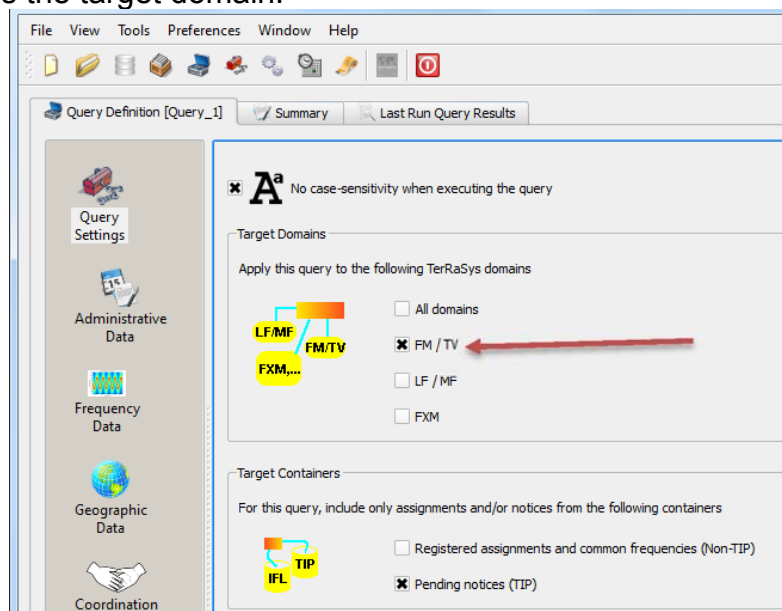 the target domain.
File View Tools Preferences Window Help
Query Definition [Query_1] Summary Last Run Query Results
Query
Settings
Administrative
Data
Frequency
Data
Geographic
Data
Coordination
Aa No case-sensitivity when executing the query
Target Domains
Apply this query to the following TerRaSys domains
LF/MF
FM/TV
FXM,...
All domains
FM / TV
LF / MF
FXM
Target Containers
For this query, include only assignments and/or notices from the following containers
IFL
TIP
Registered assignments and common frequencies (Non-TIP)
Pending notices (TIP)